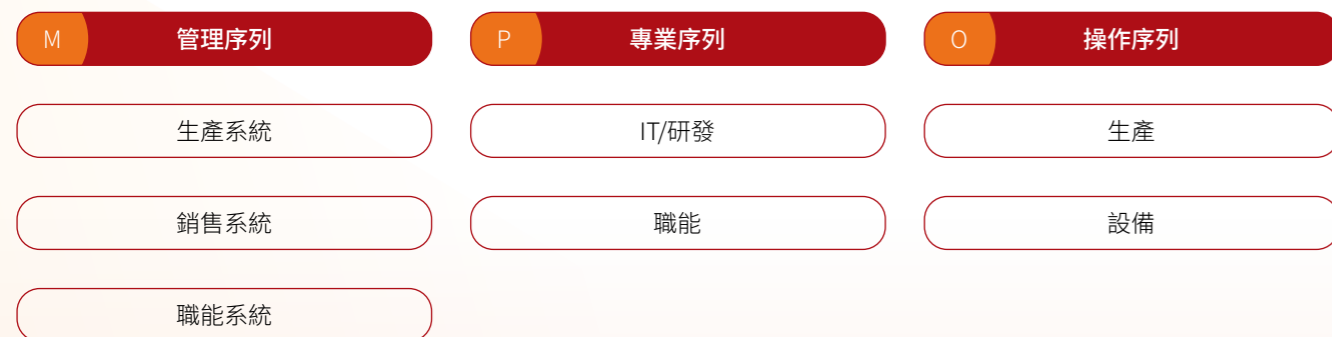 M 管理序列
生產系統
銷售系統
職能系統
P 專業序列
IT/研發
職能
O 操作序列
生產
設備